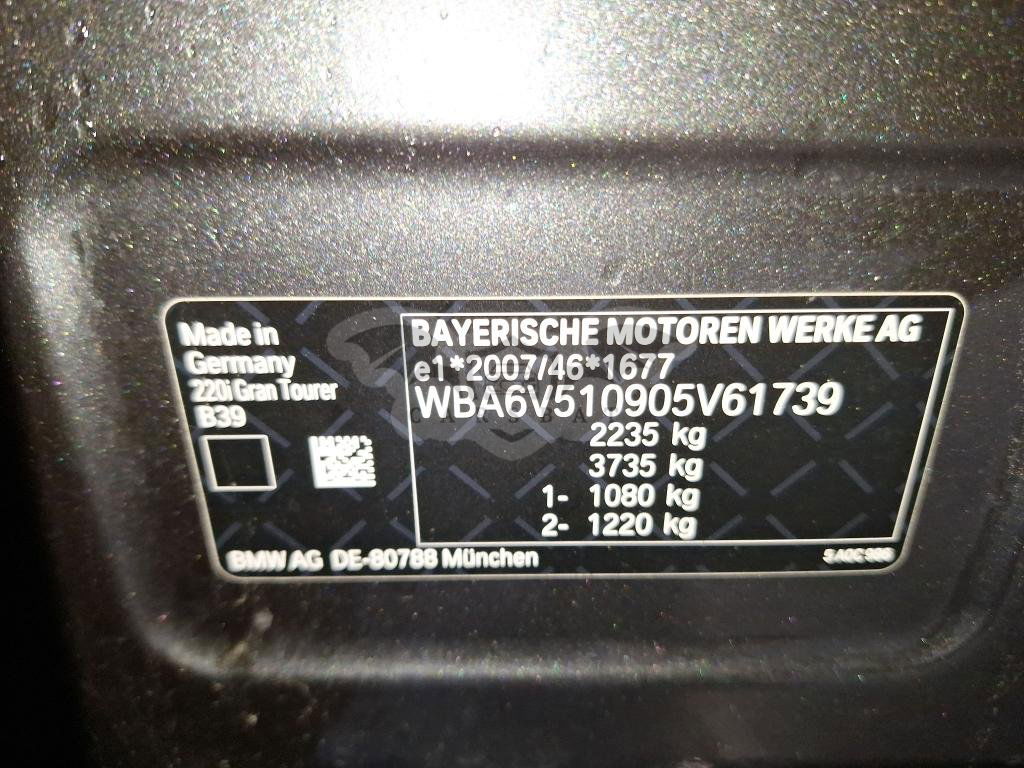 Made in
Germany
220i Gran Tourer
B39
BAYERISCHE MOTOREN WERKE AG
e1*2007/46*1677
WBA6V510905V61739
2235 kg
3735 kg
1- 1080 kg
2- 1220 kg
BMW AG DE-80788 München